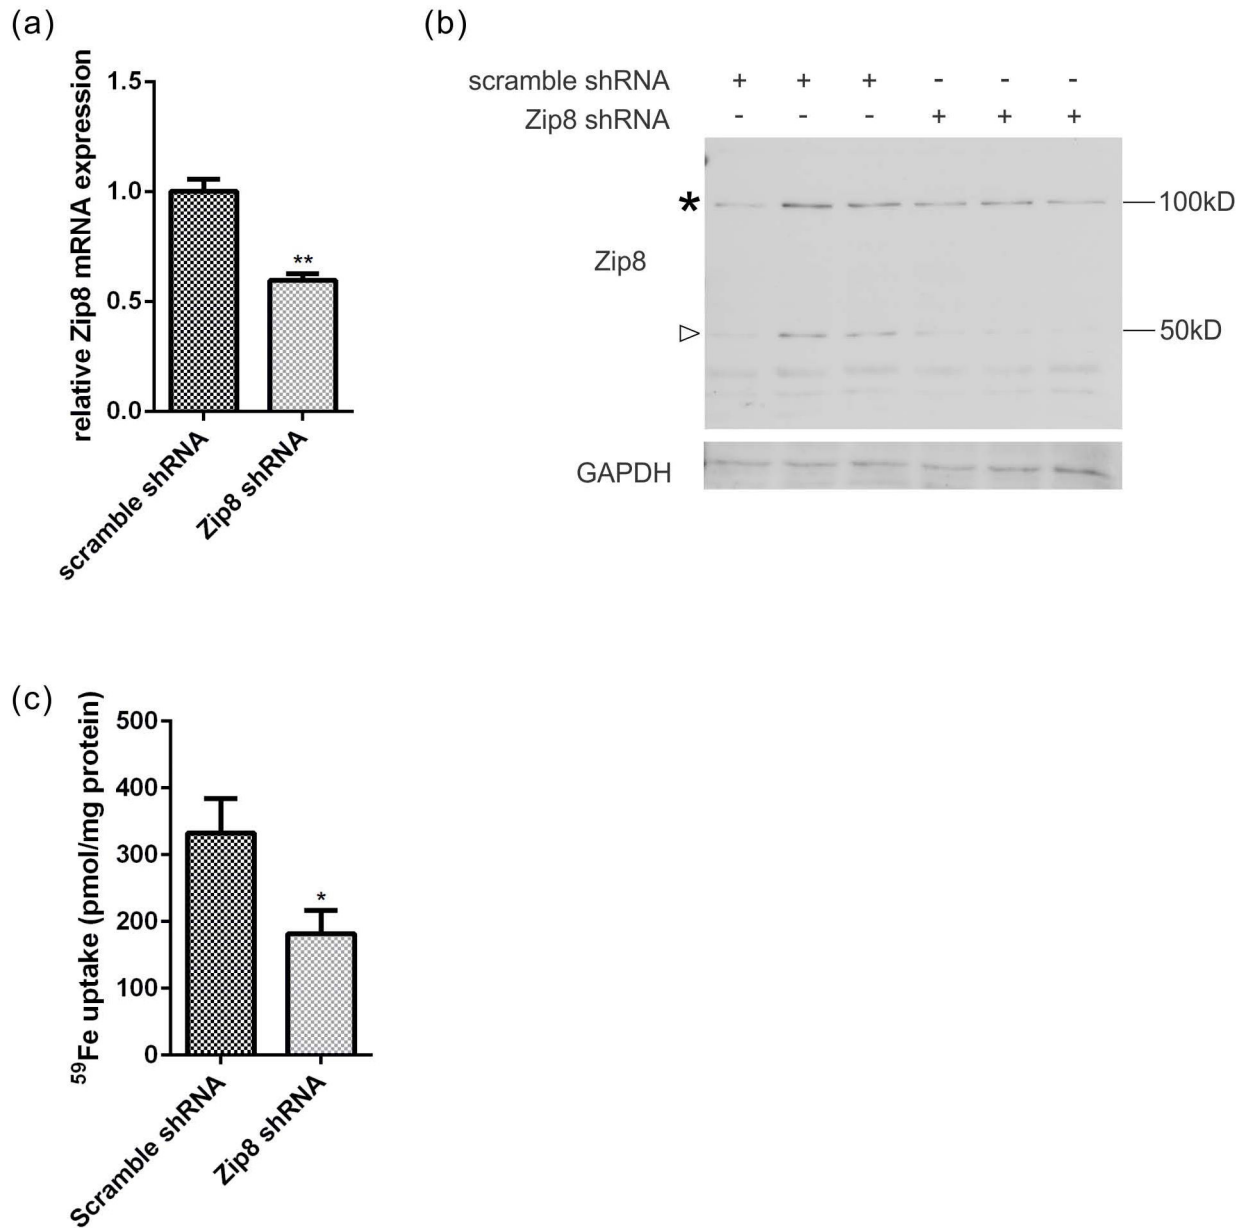 (a)
relative Zip8 mRNA expression
1.5
1.0
0.5
0.0
**
scramble shRNA
Zip8 shRNA
(b)
scramble shRNA + + + - - -
Zip8 shRNA - - - + + +
* 100kD
Zip8
50kD
GAPDH
(c)
⁵⁹Fe uptake (pmol/mg protein)
500
400
300
200
100
0
*
Scramble shRNA
Zip8 shRNA